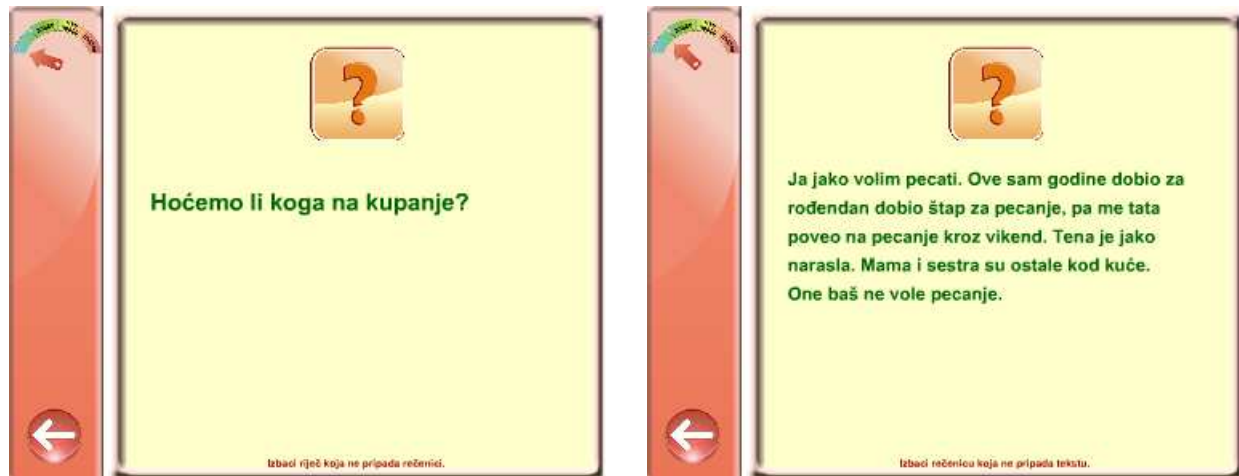 Hoćemo li koga na kupanje?
Izbaci riječ koja ne pripada rečenici.
Ja jako volim pecati. Ove sam godine dobio za
rođendan dobio štap za pecanje, pa me tata
poveo na pecanje kroz vikend. Tena je jako
narasla. Mama i sestra su ostale kod kuće.
One baš ne vole pecanje.
Izbaci rečenicu koja ne pripada tekstu.